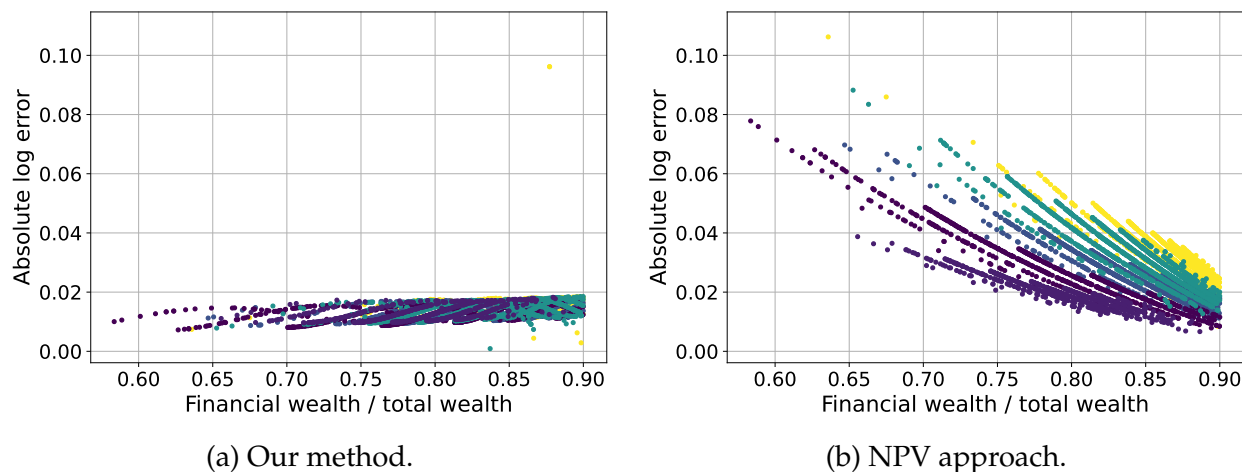 0.10
0.08
0.06
0.04
0.02
0.00
Absolute log error
0.60 0.65 0.70 0.75 0.80 0.85 0.90
Financial wealth / total wealth
(a) Our method.
0.10
0.08
0.06
0.04
0.02
0.00
Absolute log error
0.60 0.65 0.70 0.75 0.80 0.85 0.90
Financial wealth / total wealth
(b) NPV approach.